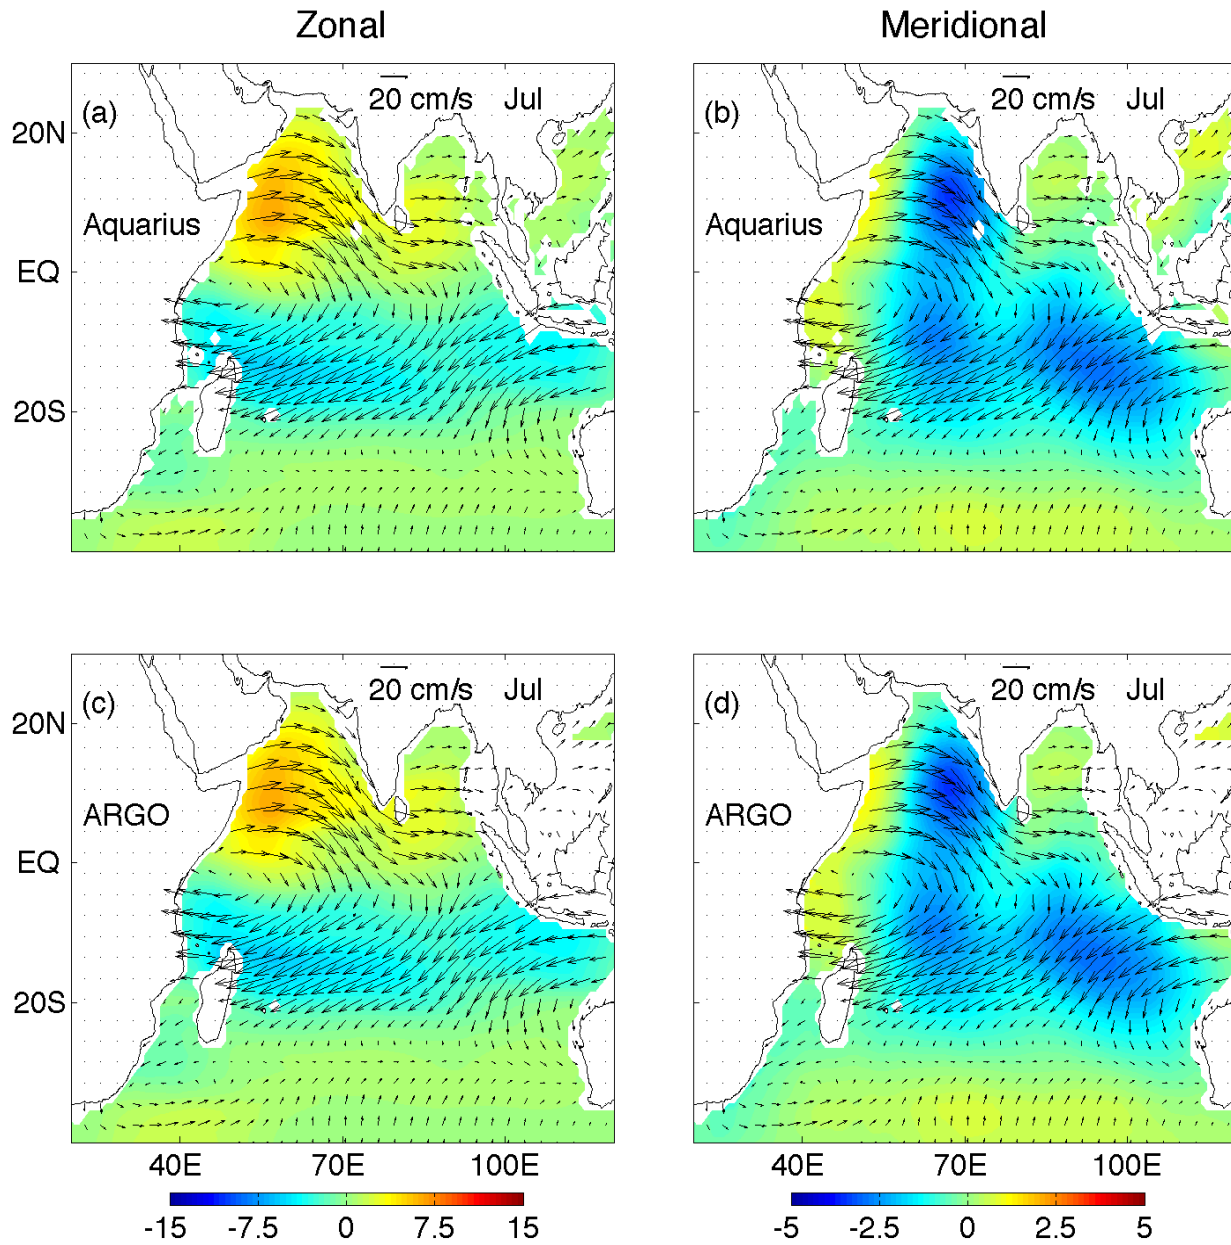 Zonal
Meridional
(a)
20 cm/s Jul
(b)
20 cm/s Jul
20N
Aquarius
Aquarius
EQ
20S
(c)
20 cm/s Jul
(d)
20 cm/s Jul
20N
ARGO
ARGO
EQ
20S
40E 70E 100E
40E 70E 100E
-15 -7.5 0 7.5 15
-5 -2.5 0 2.5 5